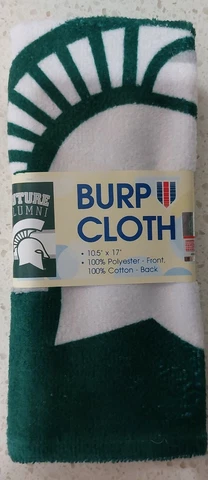 FUTURE
ALUMNI
BURP
CLOTH
• 10.5' x 17'
• 100% Polyester - Front,
100% Cotton - Back